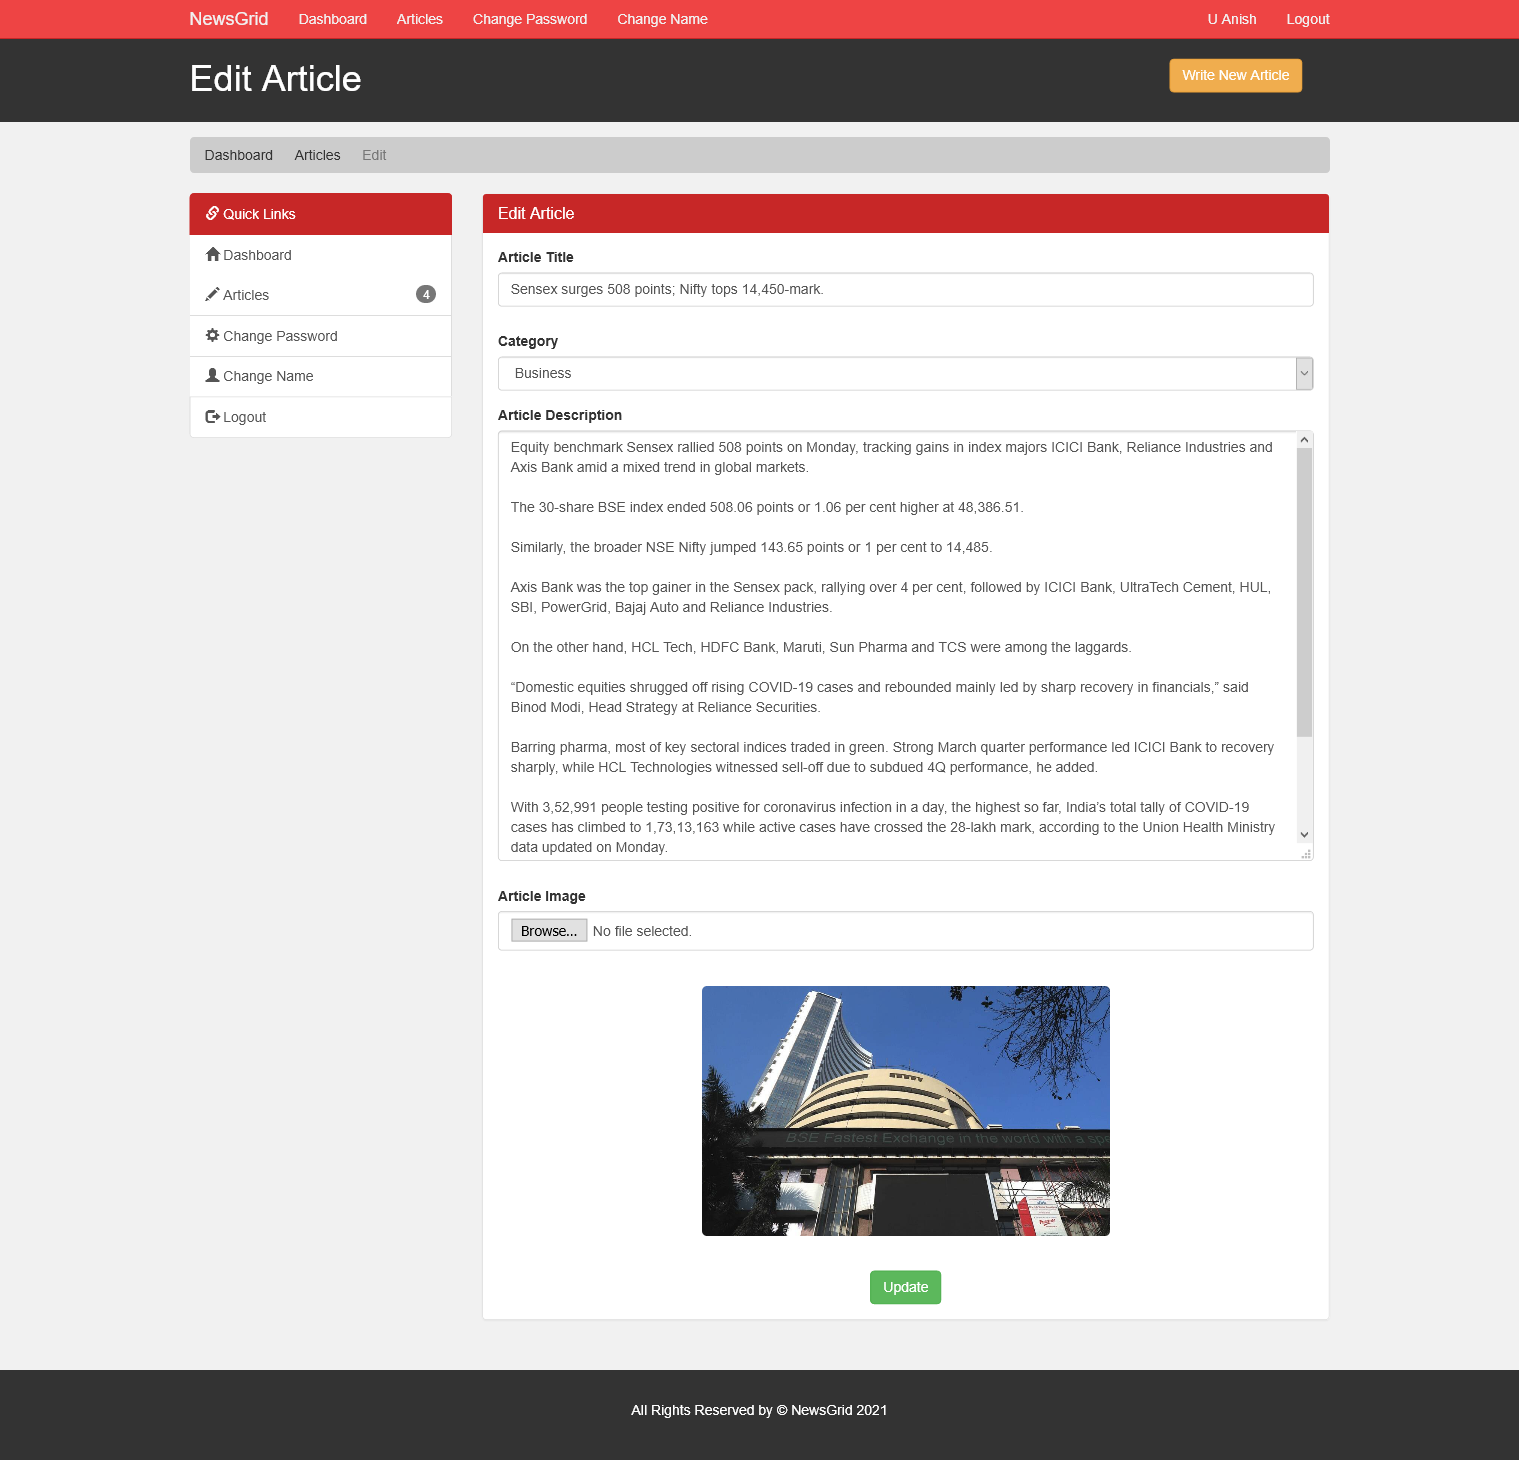 NewsGrid Dashboard Articles Change Password Change Name U Anish Logout
Edit Article
Write New Article
Dashboard Articles Edit
Quick Links
Dashboard
Articles 4
Change Password
Change Name
Logout
Edit Article
Article Title
Sensex surges 508 points; Nifty tops 14,450-mark.
Category
Business
Article Description
Equity benchmark Sensex rallied 508 points on Monday, tracking gains in index majors ICICI Bank, Reliance Industries and
Axis Bank amid a mixed trend in global markets.
The 30-share BSE index ended 508.06 points or 1.06 per cent higher at 48,386.51.
Similarly, the broader NSE Nifty jumped 143.65 points or 1 per cent to 14,485.
Axis Bank was the top gainer in the Sensex pack, rallying over 4 per cent, followed by ICICI Bank, UltraTech Cement, HUL,
SBI, PowerGrid, Bajaj Auto and Reliance Industries.
On the other hand, HCL Tech, HDFC Bank, Maruti, Sun Pharma and TCS were among the laggards.
“Domestic equities shrugged off rising COVID-19 cases and rebounded mainly led by sharp recovery in financials,” said
Binod Modi, Head Strategy at Reliance Securities.
Barring pharma, most of key sectoral indices traded in green. Strong March quarter performance led ICICI Bank to recovery
sharply, while HCL Technologies witnessed sell-off due to subdued 4Q performance, he added.
With 3,52,991 people testing positive for coronavirus infection in a day, the highest so far, India’s total tally of COVID-19
cases has climbed to 1,73,13,163 while active cases have crossed the 28-lakh mark, according to the Union Health Ministry
data updated on Monday.
Article Image
Browse... No file selected.
BSE Fastest Exchange in the world with a spe
Update
All Rights Reserved by © NewsGrid 2021